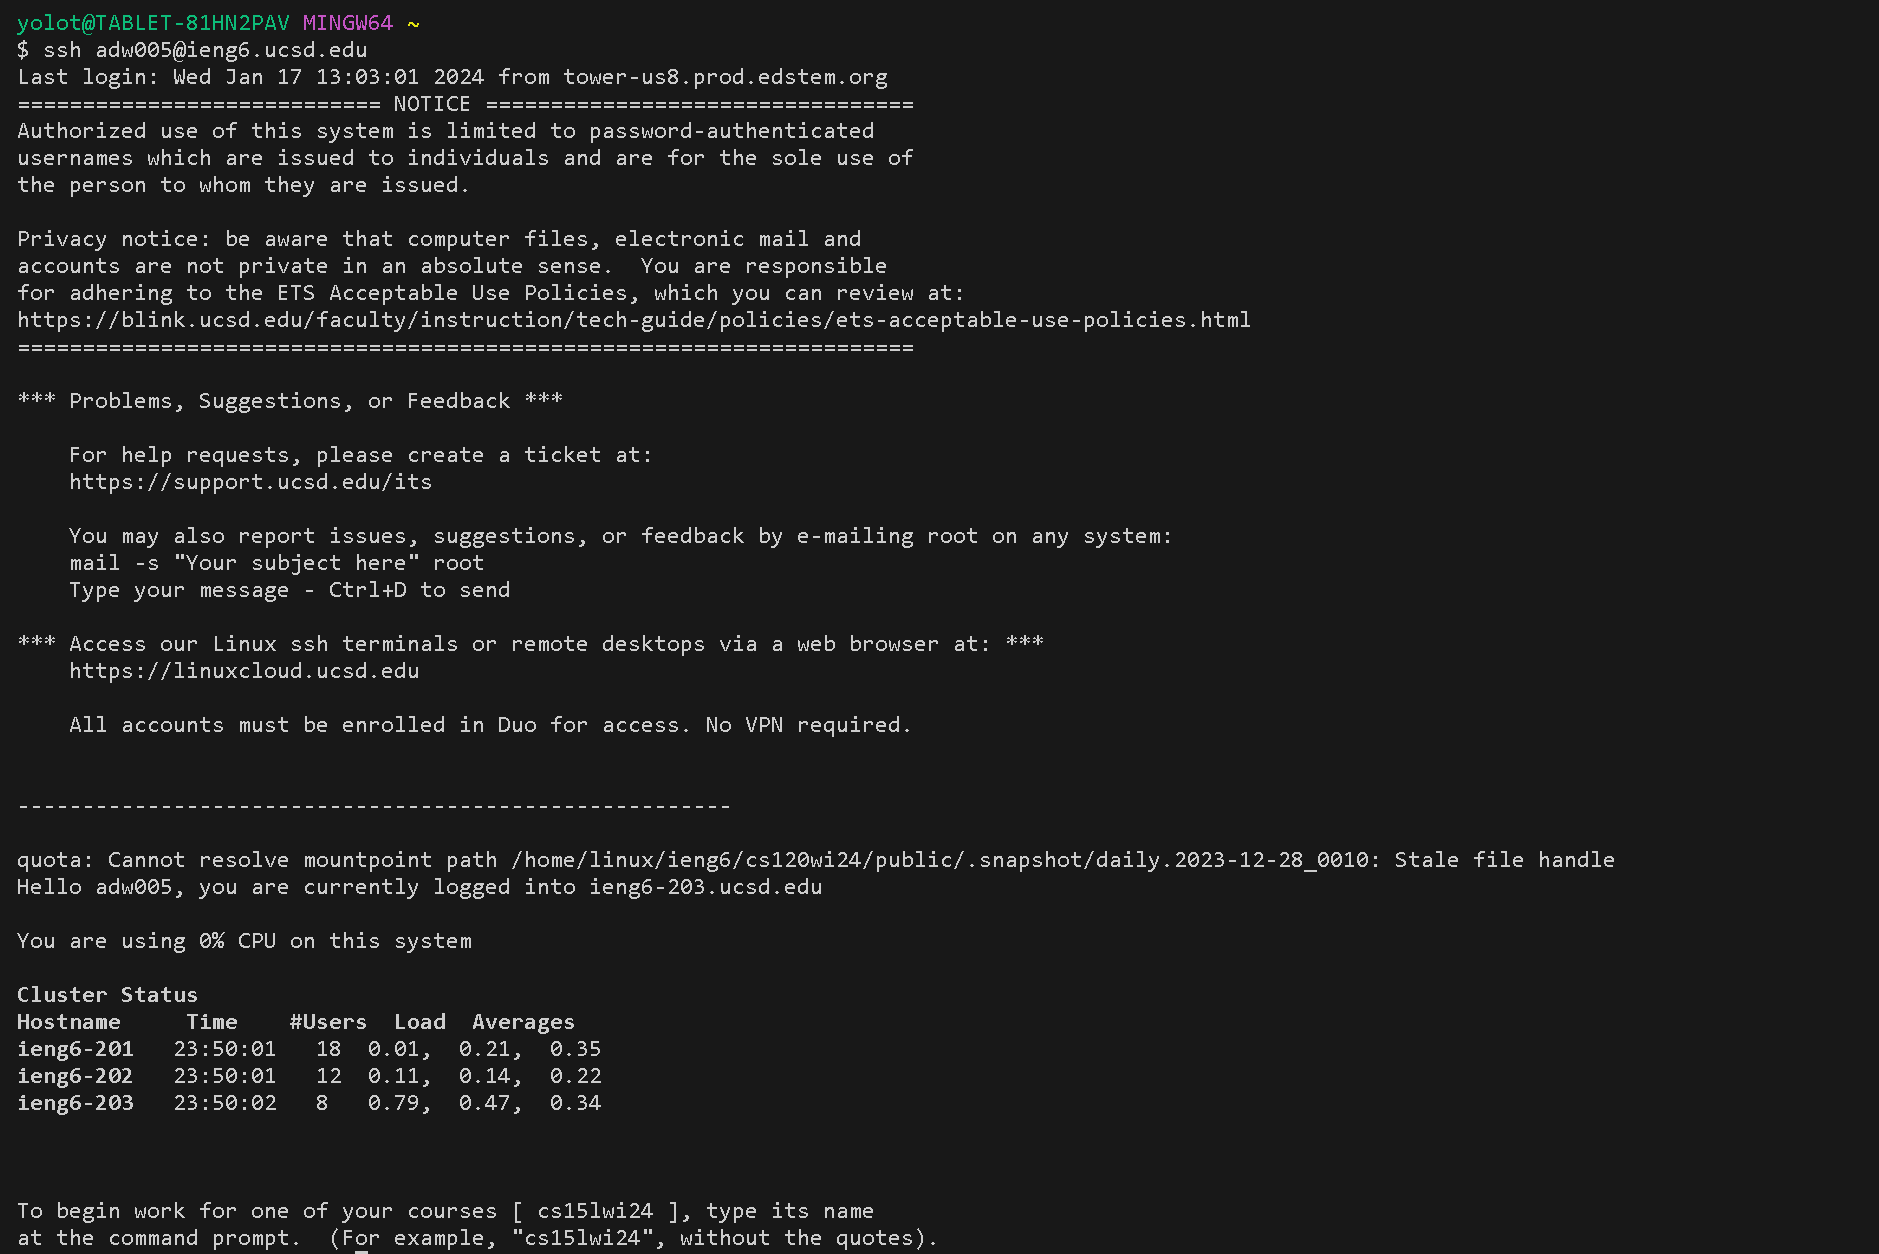 yolot@TABLET-81HN2PAV MINGW64 ~
$ ssh adw005@ieng6.ucsd.edu
Last login: Wed Jan 17 13:03:01 2024 from tower-us8.prod.edstem.org
============================ NOTICE =================================
Authorized use of this system is limited to password-authenticated
usernames which are issued to individuals and are for the sole use of
the person to whom they are issued.

Privacy notice: be aware that computer files, electronic mail and
accounts are not private in an absolute sense.  You are responsible
for adhering to the ETS Acceptable Use Policies, which you can review at:
https://blink.ucsd.edu/faculty/instruction/tech-guide/policies/ets-acceptable-use-policies.html
=====================================================================

*** Problems, Suggestions, or Feedback ***

    For help requests, please create a ticket at:
    https://support.ucsd.edu/its

    You may also report issues, suggestions, or feedback by e-mailing root on any system:
    mail -s "Your subject here" root
    Type your message - Ctrl+D to send

*** Access our Linux ssh terminals or remote desktops via a web browser at: ***
    https://linuxcloud.ucsd.edu

    All accounts must be enrolled in Duo for access. No VPN required.

-------------------------------------------------------

quota: Cannot resolve mountpoint path /home/linux/ieng6/cs120wi24/public/.snapshot/daily.2023-12-28_0010: Stale file handle
Hello adw005, you are currently logged into ieng6-203.ucsd.edu

You are using 0% CPU on this system

Cluster Status
Hostname     Time    #Users  Load  Averages
ieng6-201   23:50:01   18  0.01,  0.21,  0.35
ieng6-202   23:50:01   12  0.11,  0.14,  0.22
ieng6-203   23:50:02   8   0.79,  0.47,  0.34

To begin work for one of your courses [ cs15lwi24 ], type its name
at the command prompt.  (For example, "cs15lwi24", without the quotes).